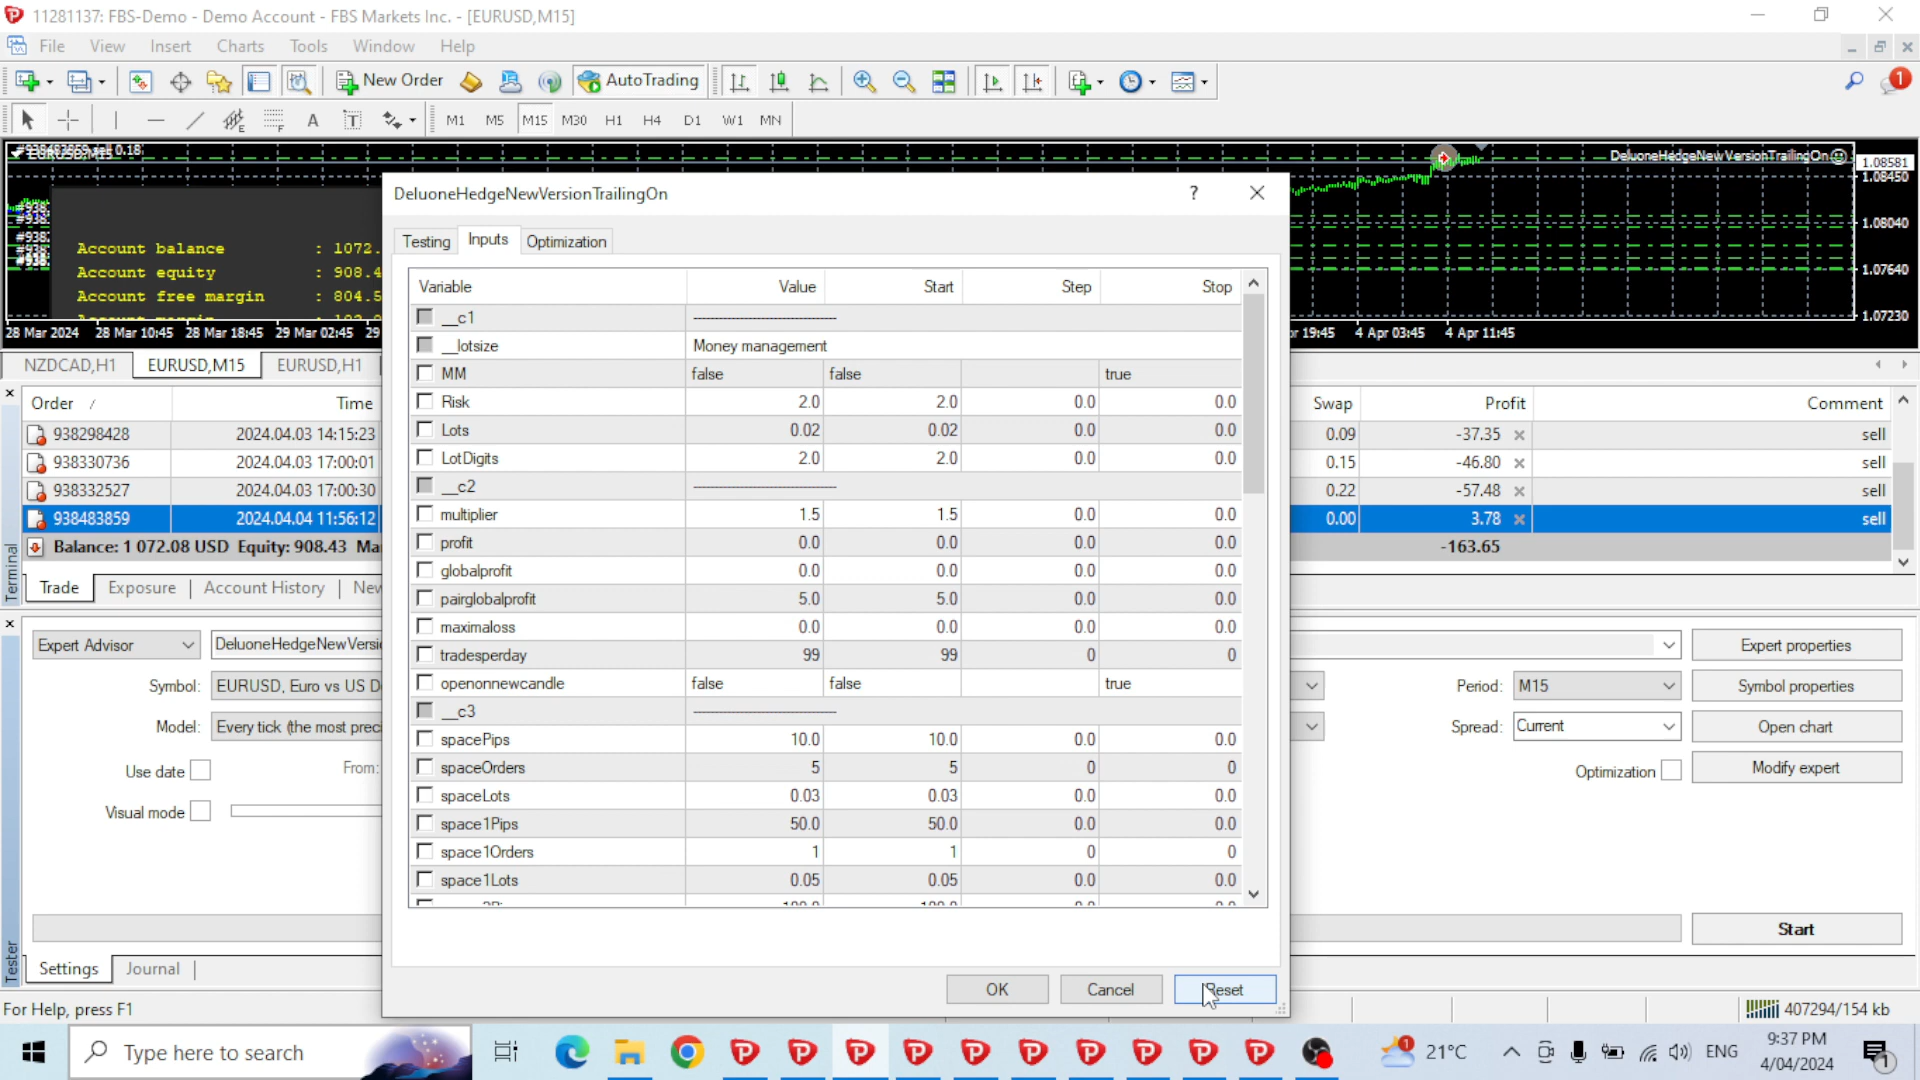 11281137: FBS-Demo - Demo Account - FBS Markets Inc. - [EURUSD,M15]
File View Insert Charts Tools Window Help
New Order AutoTrading 1
A T M1 M5 M15 M30 H1 H4 D1 W1 MN
DeluoneHedgeNewVersionTrailingOn 1.08581
1.08450
1.08040
1.07640
1.07230
Account balance : 1072.
Account equity : 908.4
Account free margin : 804.5
28 Mar 2024 28 Mar 10:45 28 Mar 18:45 29 Mar 02:45 29
19:45 4 Apr 03:45 4 Apr 11:45
NZDCAD,H1 EURUSD,M15 EURUSD,H1
Order / Time Swap Profit Comment
938298428 2024.04.03 14:15:23 0.09 -37.35 sell
938330736 2024.04.03 17:00:01 0.15 -46.80 sell
938332527 2024.04.03 17:00:30 0.22 -57.48 sell
938483859 2024.04.04 11:56:12 0.00 3.78 sell
Balance: 1 072.08 USD Equity: 908.43 Ma -163.65
Terminal
Trade Exposure Account History New
Expert Advisor DeluoneHedgeNewVersi Expert properties
Symbol: EURUSD, Euro vs US D Period: M15 Symbol properties
Model: Every tick (the most preci Spread: Current Open chart
Use date From: Optimization Modify expert
Visual mode
Start
Tester
Settings Journal
DeluoneHedgeNewVersionTrailingOn ?
Testing Inputs Optimization
Variable Value Start Step Stop
__c1 --------------------------------
__lotsize Money management
MM false false true
Risk 2.0 2.0 0.0 0.0
Lots 0.02 0.02 0.0 0.0
LotDigits 2.0 2.0 0.0 0.0
__c2 --------------------------------
multiplier 1.5 1.5 0.0 0.0
profit 0.0 0.0 0.0 0.0
globalprofit 0.0 0.0 0.0 0.0
pairglobalprofit 5.0 5.0 0.0 0.0
maximaloss 0.0 0.0 0.0 0.0
tradesperday 99 99 0 0
openonnewcandle false false true
__c3 --------------------------------
spacePips 10.0 10.0 0.0 0.0
spaceOrders 5 5 0 0
spaceLots 0.03 0.03 0.0 0.0
space1Pips 50.0 50.0 0.0 0.0
space1Orders 1 1 0 0
space1Lots 0.05 0.05 0.0 0.0
OK Cancel Reset
For Help, press F1 407294/154 kb
Type here to search 1 21°C ENG 9:37 PM
4/04/2024 1